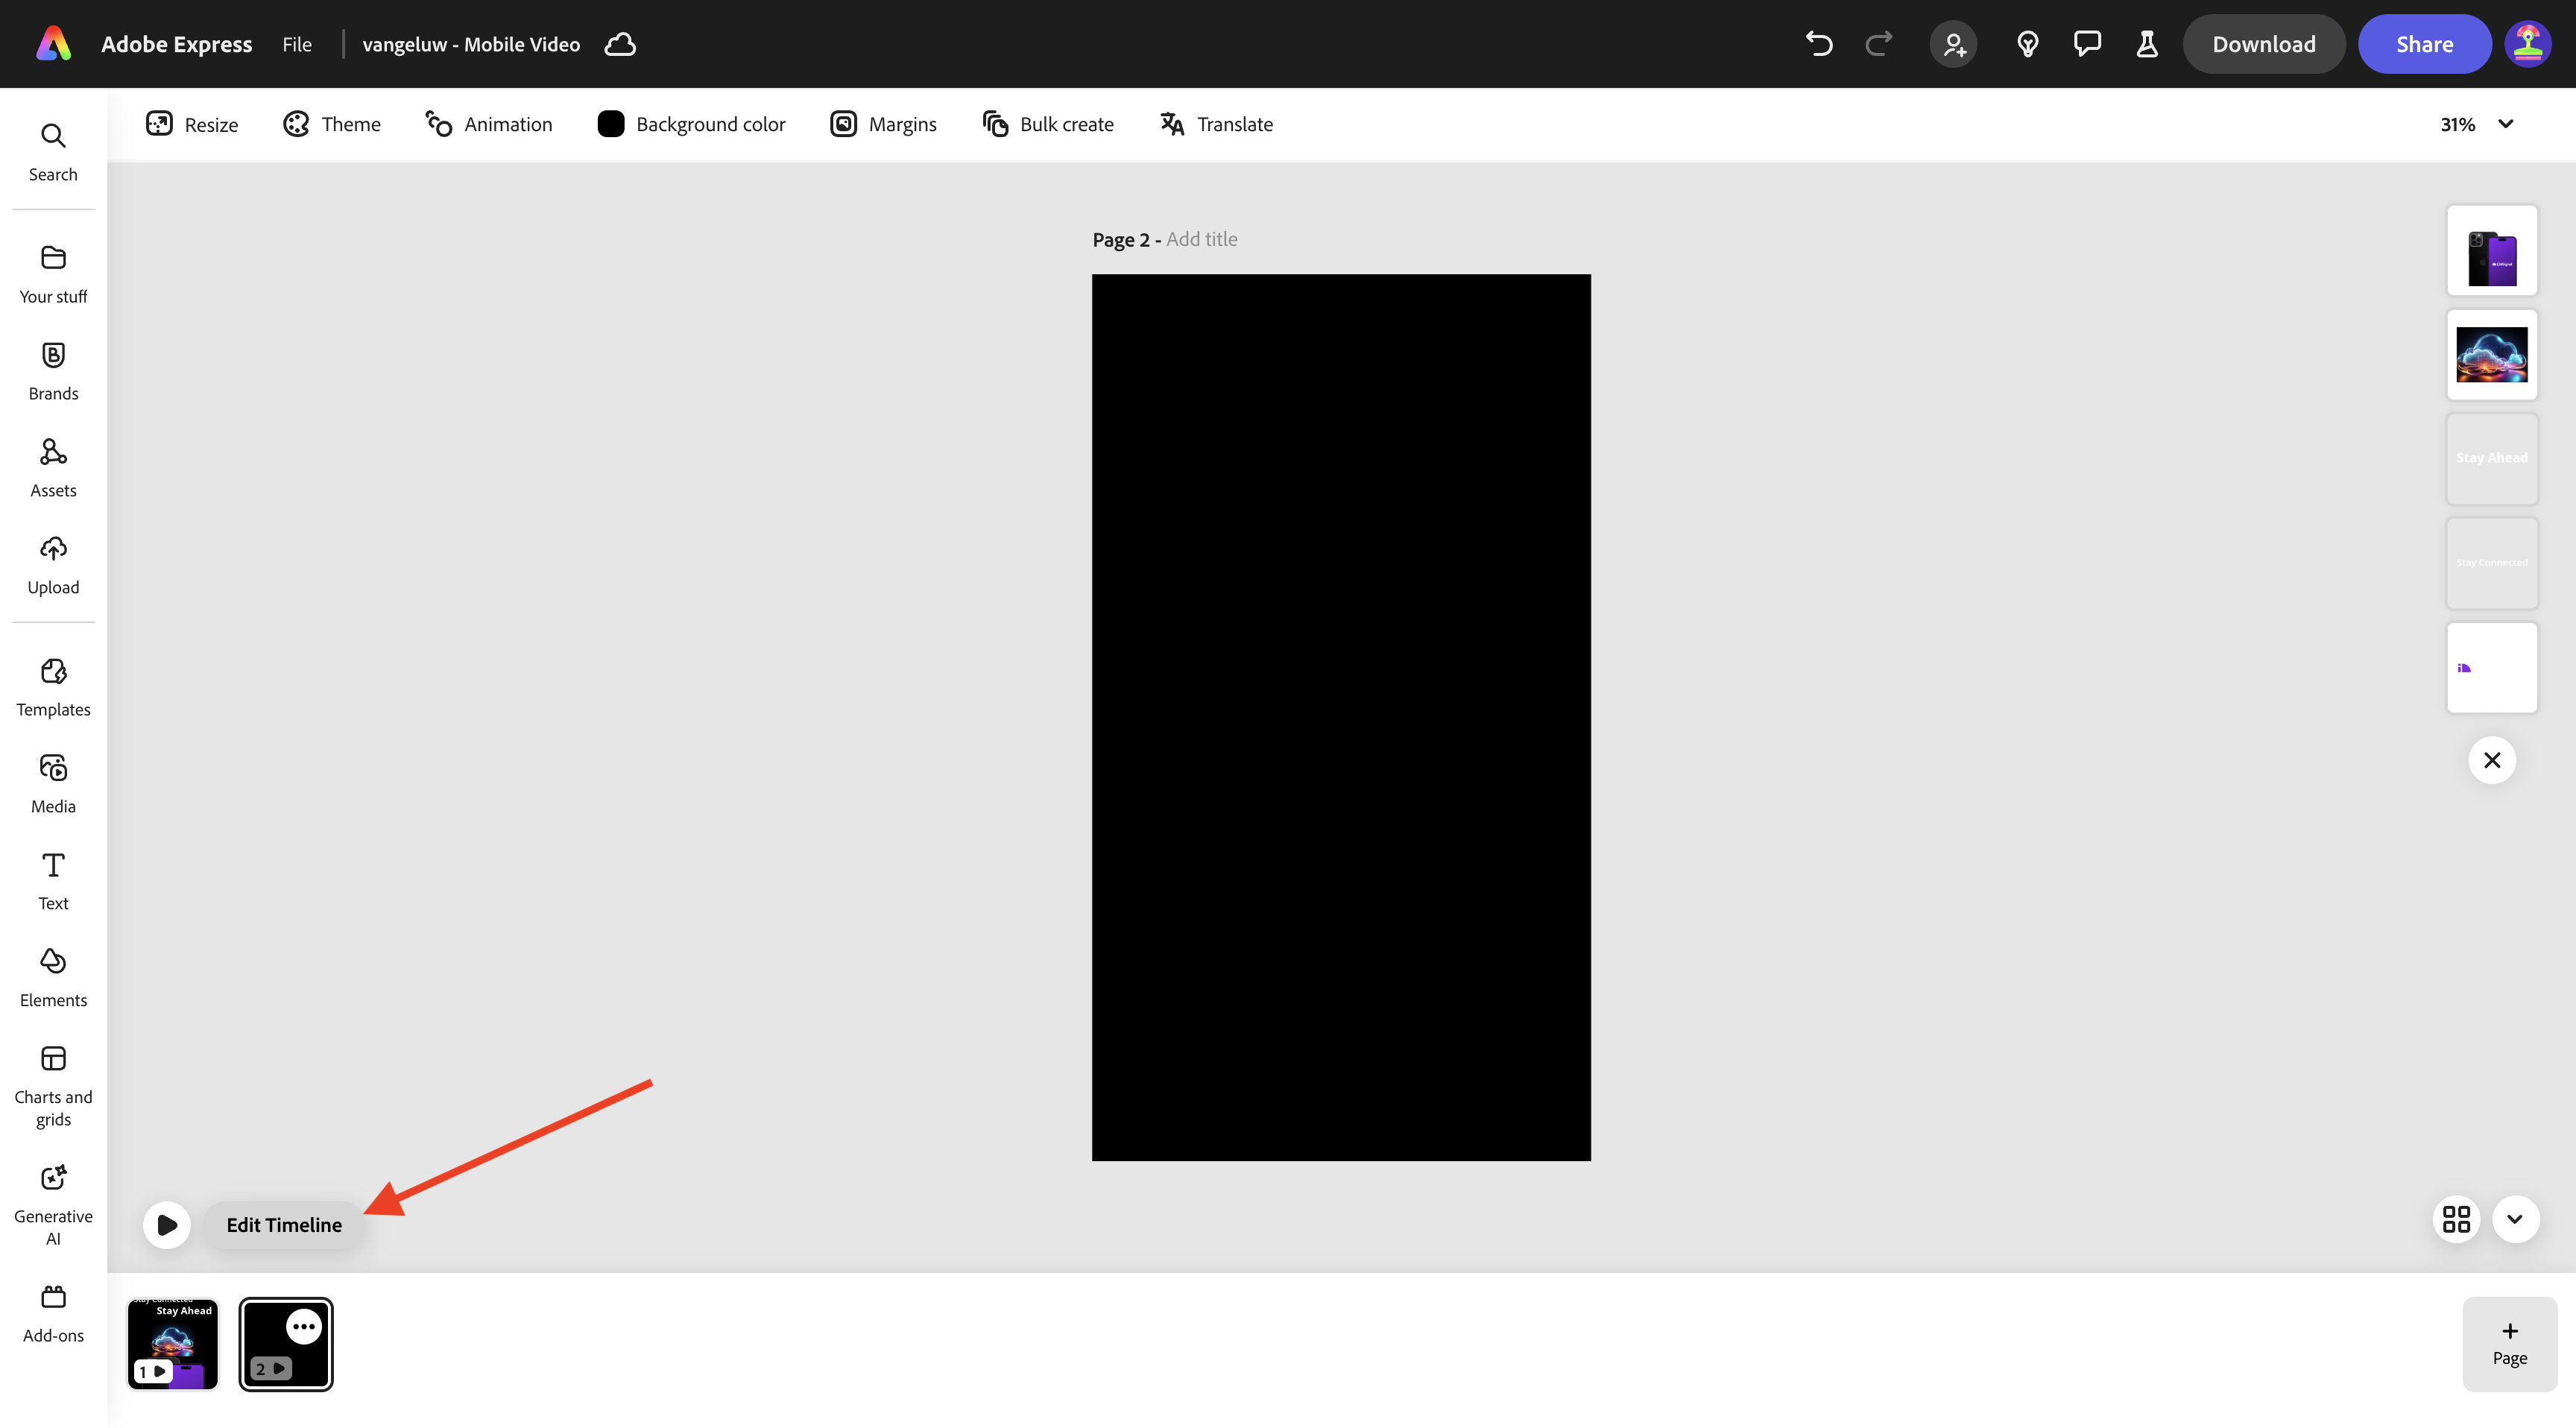 Adobe Express File vangeluw - Mobile Video Download Share
Resize Theme Animation Background color Margins Bulk create Translate 31%
Search
Your stuff
Brands
Assets
Upload
Templates
Media
Text
Elements
Charts and
grids
Generative
AI
Add-ons
Page 2 - Add title
Stay Ahead
Stay Connected
Edit Timeline
Stay Connected
Stay Ahead
1
2
Page